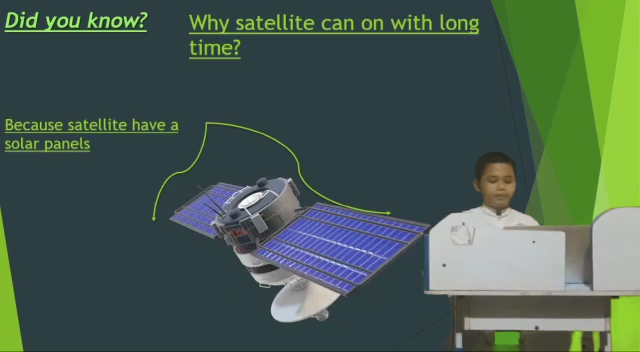 Did you know?
Why satellite can on with long
time?
Because satellite have a
solar panels